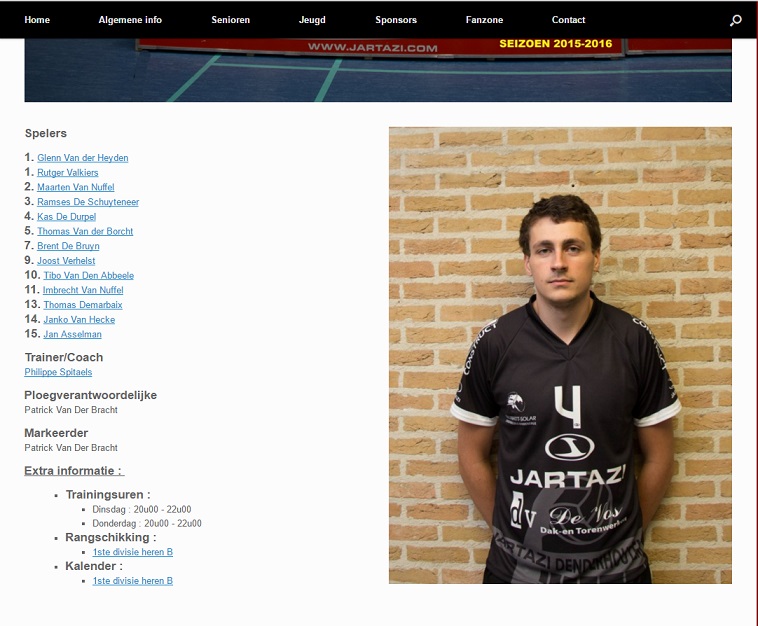 Home Algemene info Senioren Jeugd Sponsors Fanzone Contact
WWW.JARTAZI.COM
SEIZOEN 2015-2016
Spelers
1. Glenn Van der Heyden
1. Rutger Valkiers
2. Maarten Van Nuffel
3. Ramses De Schuyteneer
4. Kas De Durpel
5. Thomas Van der Borcht
7. Brent De Bruyn
9. Joost Verhelst
10. Tibo Van Den Abbeele
11. Imbrecht Van Nuffel
13. Thomas Demarbaix
14. Janko Van Hecke
15. Jan Asselman
Trainer/Coach
Philippe Spitaels
Ploegverantwoordelijke
Patrick Van Der Bracht
Markeerder
Patrick Van Der Bracht
Extra informatie :
Trainingsuren :
Dinsdag : 20u00 - 22u00
Donderdag : 20u00 - 22u00
Rangschikking :
1ste divisie heren B
Kalender :
1ste divisie heren B
CONSTRUCT
SOLAR
4
JARTAZI
dv De Vos
Dak-en Torenwerken
JARTAZI DENDERHOUTEM